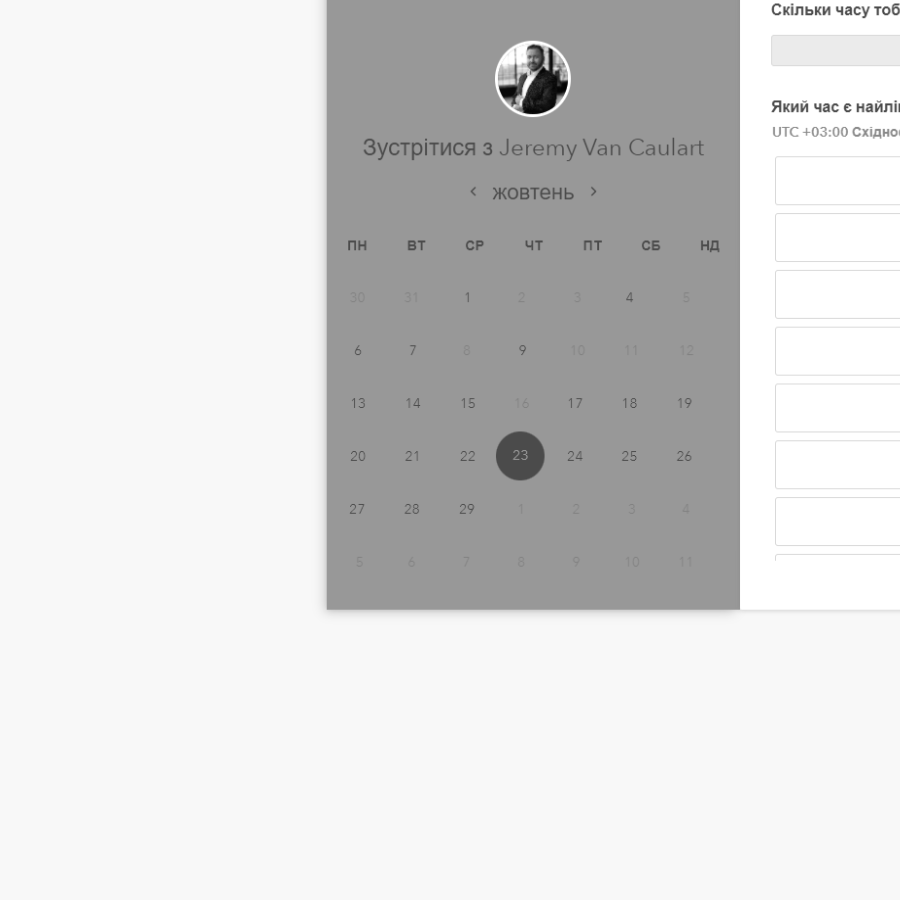 Скільки часу тоб
Зустрітися з Jeremy Van Caulart
жовтень
ПН ВТ СР ЧТ ПТ СБ НД
30 31 1 2 3 4 5
6 7 8 9 10 11 12
13 14 15 16 17 18 19
20 21 22 23 24 25 26
27 28 29 1 2 3 4
5 6 7 8 9 10 11
Який час є найлі
UTC +03:00 Східно